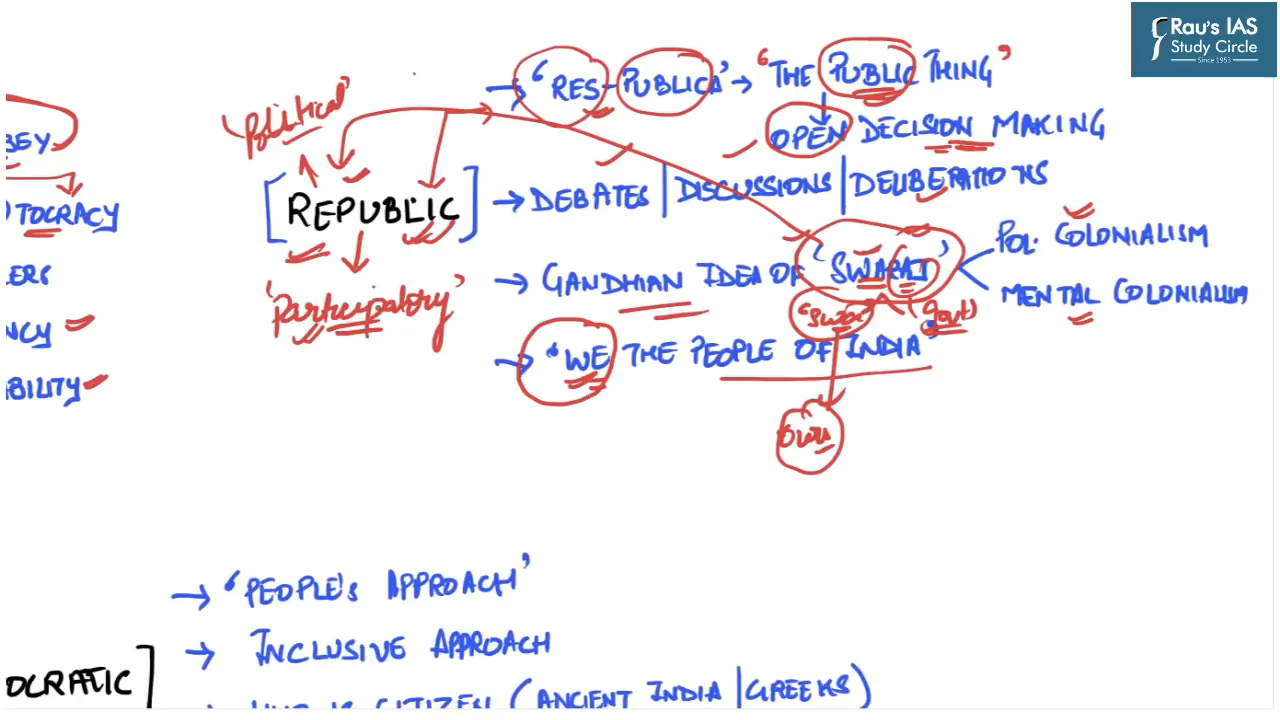 Rau's IAS
Study Circle
Since 1953
→ 'RES-PUBLICA' → "THE PUBLIC THING"
'Political'
OPEN DECISION MAKING
BEY
[REPUBLIC] → DEBATES | DISCUSSIONS | DELIBERATIONS
TOCRACY
POL. COLONIALISM
→ GANDHIAN IDEA OF 'SWARAJ'
ERS
MENTAL COLONIALISM
'Participatory'
Govt
NCY
→ "WE THE PEOPLE OF INDIA"
ABILITY
OWN
→ "PEOPLE'S APPROACH"
→ INCLUSIVE APPROACH
OCRATIC]
CITIZEN (ANCIENT INDIA | GREEKS)